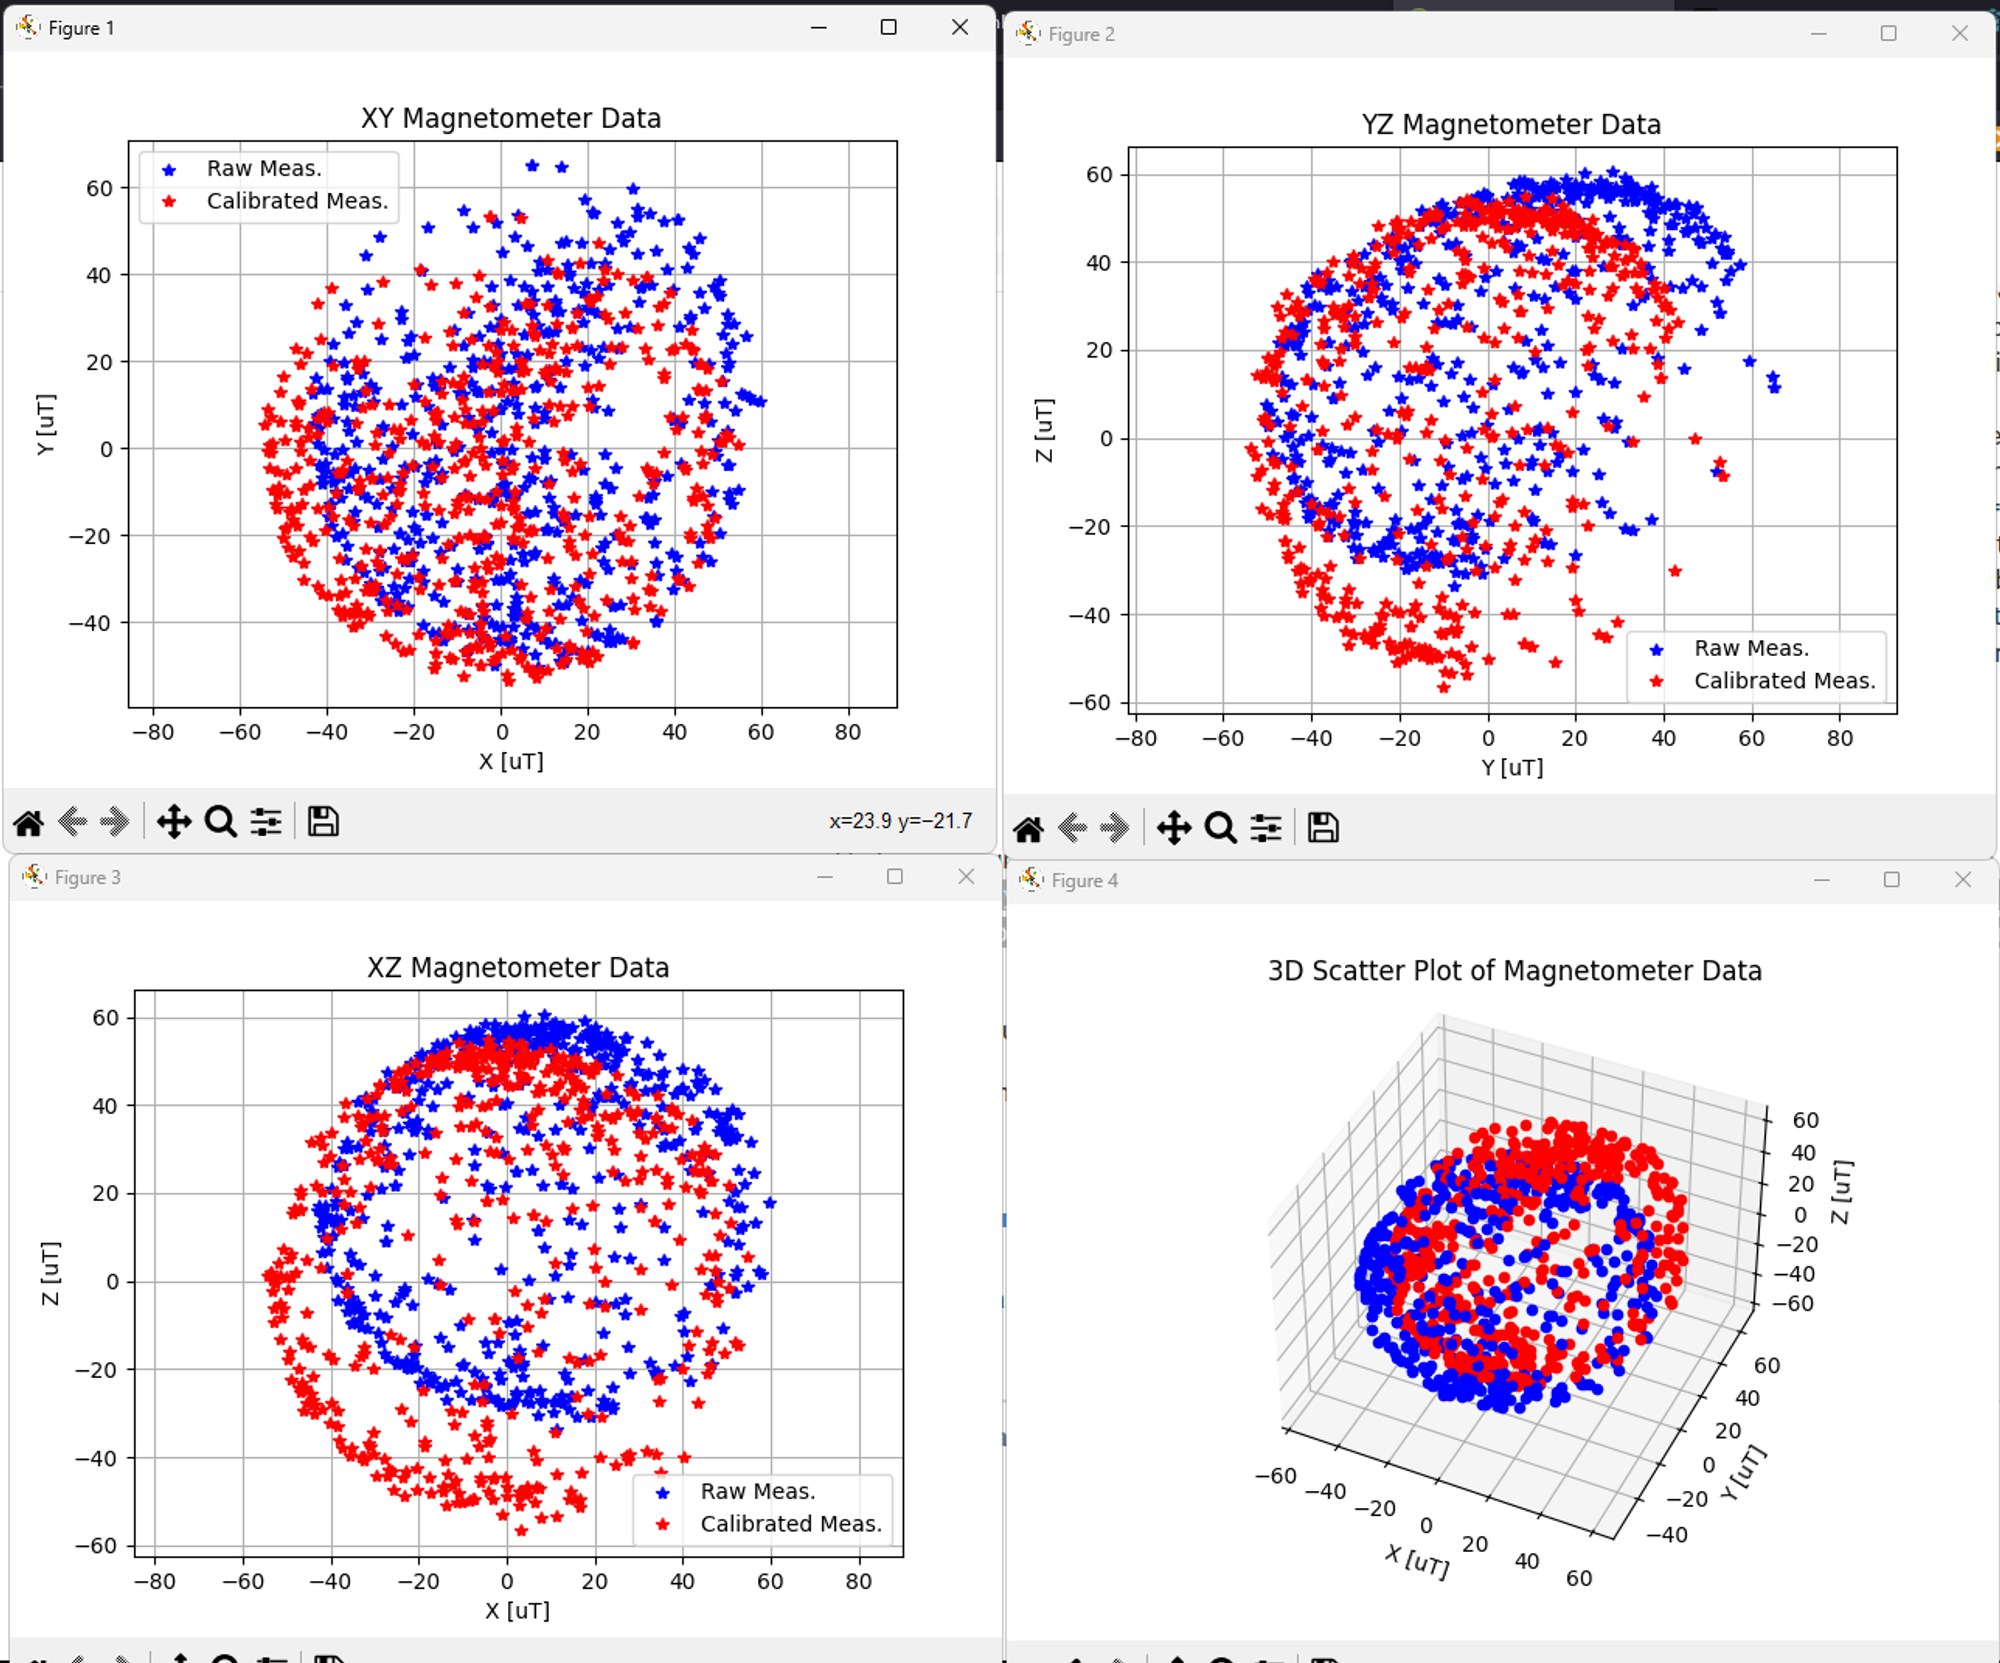 Figure 1
XY Magnetometer Data
Raw Meas.
Calibrated Meas.
60
40
20
0
−20
−40
Y [uT]
−80 −60 −40 −20 0 20 40 60 80
X [uT]
x=23.9 y=−21.7
Figure 2
YZ Magnetometer Data
60
40
20
0
−20
−40
−60
Z [uT]
Raw Meas.
Calibrated Meas.
−80 −60 −40 −20 0 20 40 60 80
Y [uT]
Figure 3
XZ Magnetometer Data
60
40
20
0
−20
−40
−60
Z [uT]
Raw Meas.
Calibrated Meas.
−80 −60 −40 −20 0 20 40 60 80
X [uT]
Figure 4
3D Scatter Plot of Magnetometer Data
60
40
20
0
−20
−40
−60
Z [uT]
60
40
20
0
−20
−40
Y [uT]
−60
−40
−20
0
20
40
60
X [uT]